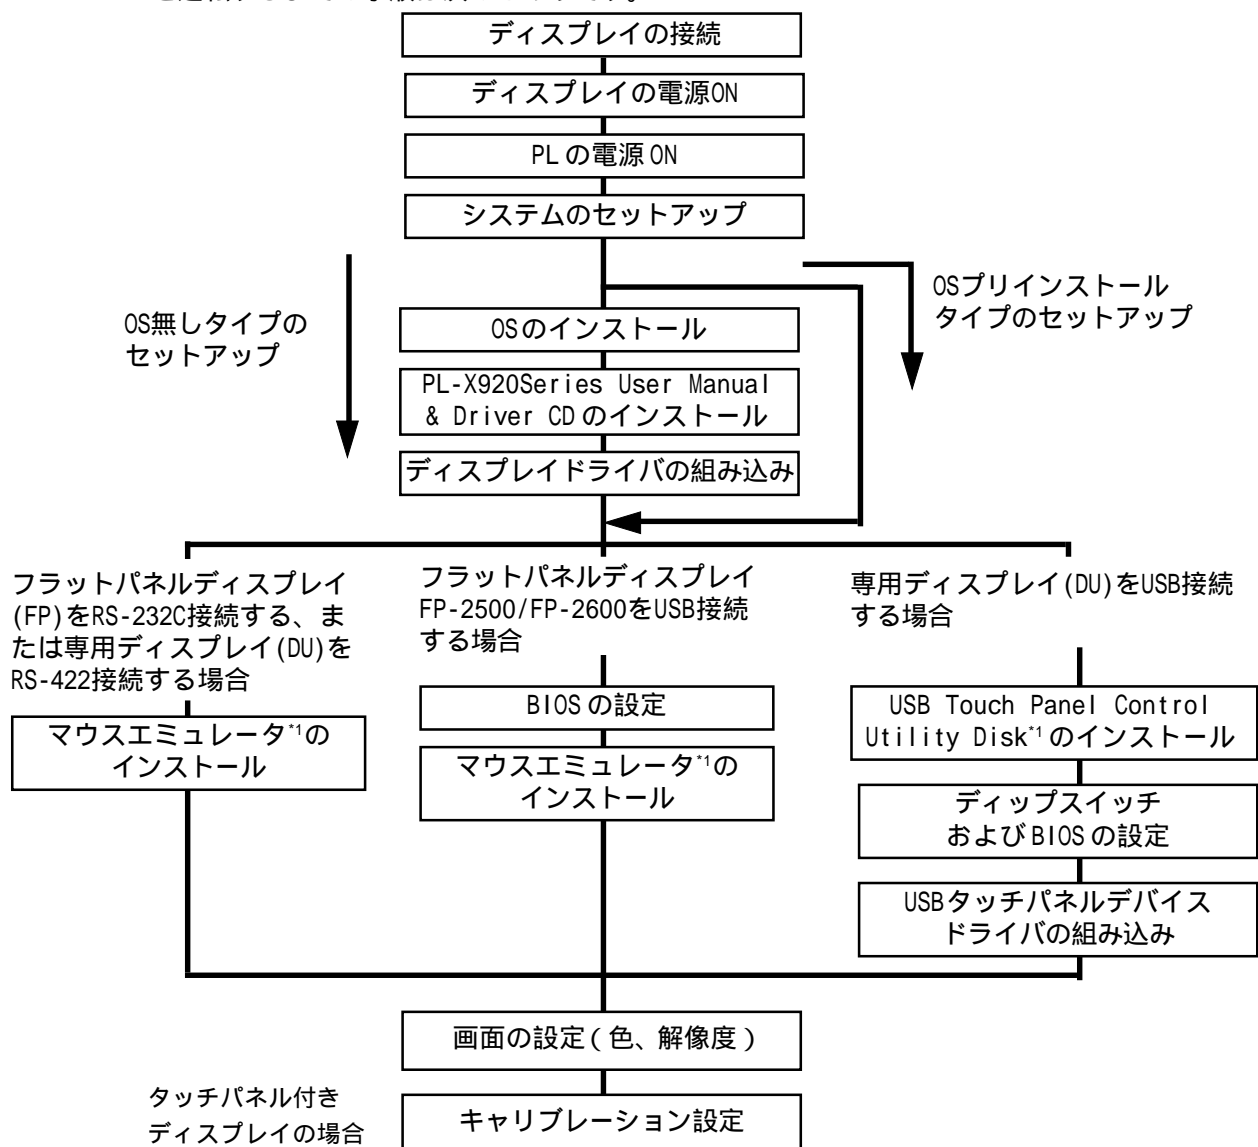 ディスプレイの接続
ディスプレイの電源ON
PLの電源ON
システムのセットアップ
OS無しタイプの
セットアップ
OSプリインストール
タイプのセットアップ
OSのインストール
PL-X920Series User Manual
& Driver CDのインストール
ディスプレイドライバの組み込み
フラットパネルディスプレイ
(FP)をRS-232C接続する、ま
たは専用ディスプレイ(DU)を
RS-422接続する場合
マウスエミュレータ*1の
インストール
フラットパネルディスプレイ
FP-2500/FP-2600をUSB接続
する場合
BIOSの設定
マウスエミュレータ*1の
インストール
専用ディスプレイ(DU)をUSB接続
する場合
USB Touch Panel Control
Utility Disk*1のインストール
ディップスイッチ
およびBIOSの設定
USBタッチパネルデバイス
ドライバの組み込み
画面の設定(色、解像度)
タッチパネル付き
ディスプレイの場合
キャリブレーション設定